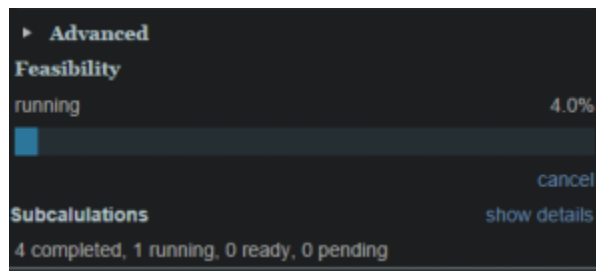 Advanced
Feasibility
running 4.0%
cancel
Subcalulations show details
4 completed, 1 running, 0 ready, 0 pending